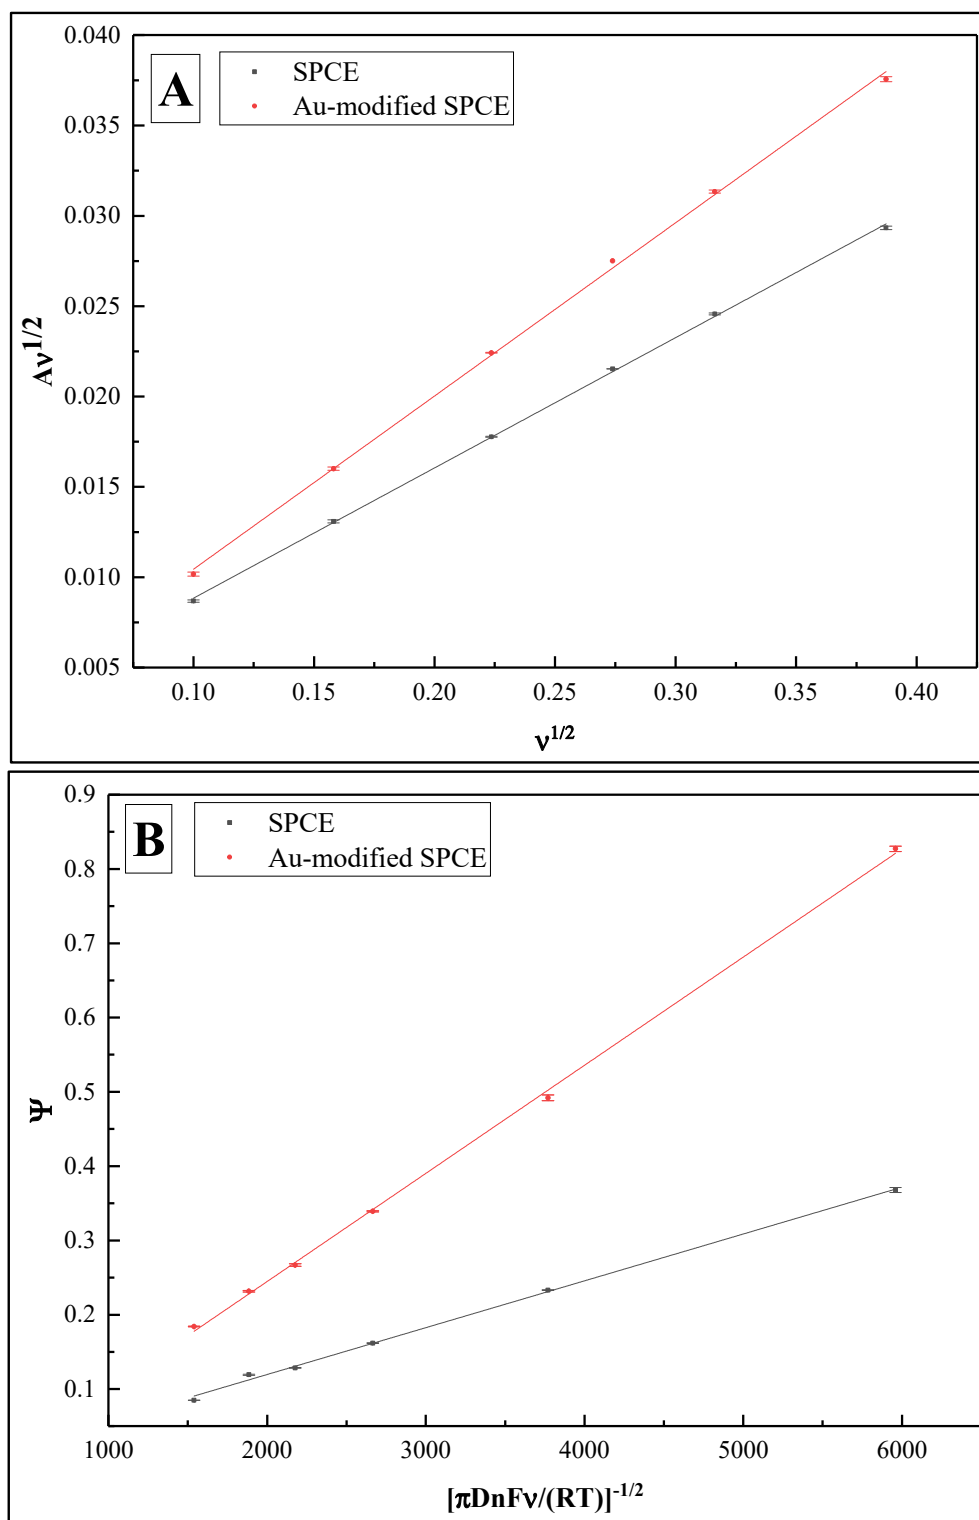 0.040
A
SPCE
Au-modified SPCE
0.035
0.030
0.025
Aν^1/2
0.020
0.015
0.010
0.005
0.10 0.15 0.20 0.25 0.30 0.35 0.40
ν^1/2
0.9
B
SPCE
Au-modified SPCE
0.8
0.7
0.6
0.5
Ψ
0.4
0.3
0.2
0.1
1000 2000 3000 4000 5000 6000
[πDnFν/(RT)]^-1/2